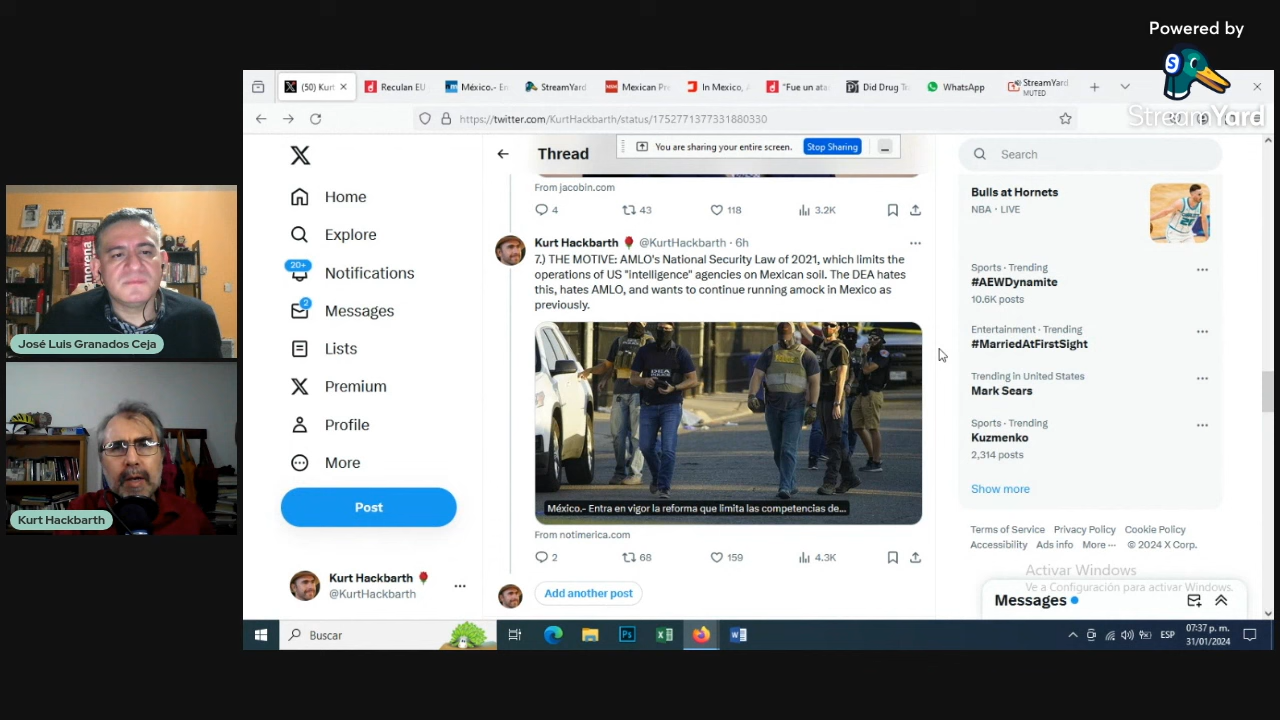 Powered by
S
StreamYard
(50) Kurt
Reculan EU
México.- En
StreamYard
Mexican Pre
In Mexico, A
"Fue un ata
Did Drug Tr
WhatsApp
StreamYard
MUTED
https://twitter.com/KurtHackbarth/status/1752771377331880330
You are sharing your entire screen.
Stop Sharing
Home
Explore
20+
Notifications
2
Messages
Lists
Premium
Profile
More
Post
Kurt Hackbarth
@KurtHackbarth
Thread
From jacobin.com
4
43
118
3.2K
Kurt Hackbarth @KurtHackbarth · 6h
7.) THE MOTIVE: AMLO's National Security Law of 2021, which limits the
operations of US "Intelligence" agencies on Mexican soil. The DEA hates
this, hates AMLO, and wants to continue running amock in Mexico as
previously.
DEA
México.- Entra en vigor la reforma que limita las competencias de...
From notimerica.com
2
68
159
4.3K
Add another post
Search
Bulls at Hornets
NBA · LIVE
Sports · Trending
#AEWDynamite
10.6K posts
Entertainment · Trending
#MarriedAtFirstSight
Trending in United States
Mark Sears
Sports · Trending
Kuzmenko
2,314 posts
Show more
Terms of Service Privacy Policy Cookie Policy
Accessibility Ads info More ··· © 2024 X Corp.
Activar Windows
Ve a Configuración para activar Windows.
Messages
morena
José Luis Granados Ceja
Kurt Hackbarth
Buscar
ESP
07:37 p. m.
31/01/2024